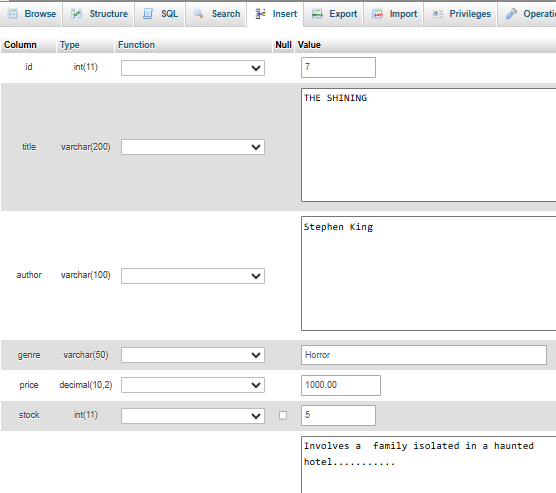 Browse Structure SQL Search Insert Export Import Privileges Operati
Column Type Function Null Value
id int(11) 7
title varchar(200) THE SHINING
author varchar(100) Stephen King
genre varchar(50) Horror
price decimal(10,2) 1000.00
stock int(11) 5
Involves a  family isolated in a haunted
hotel...........